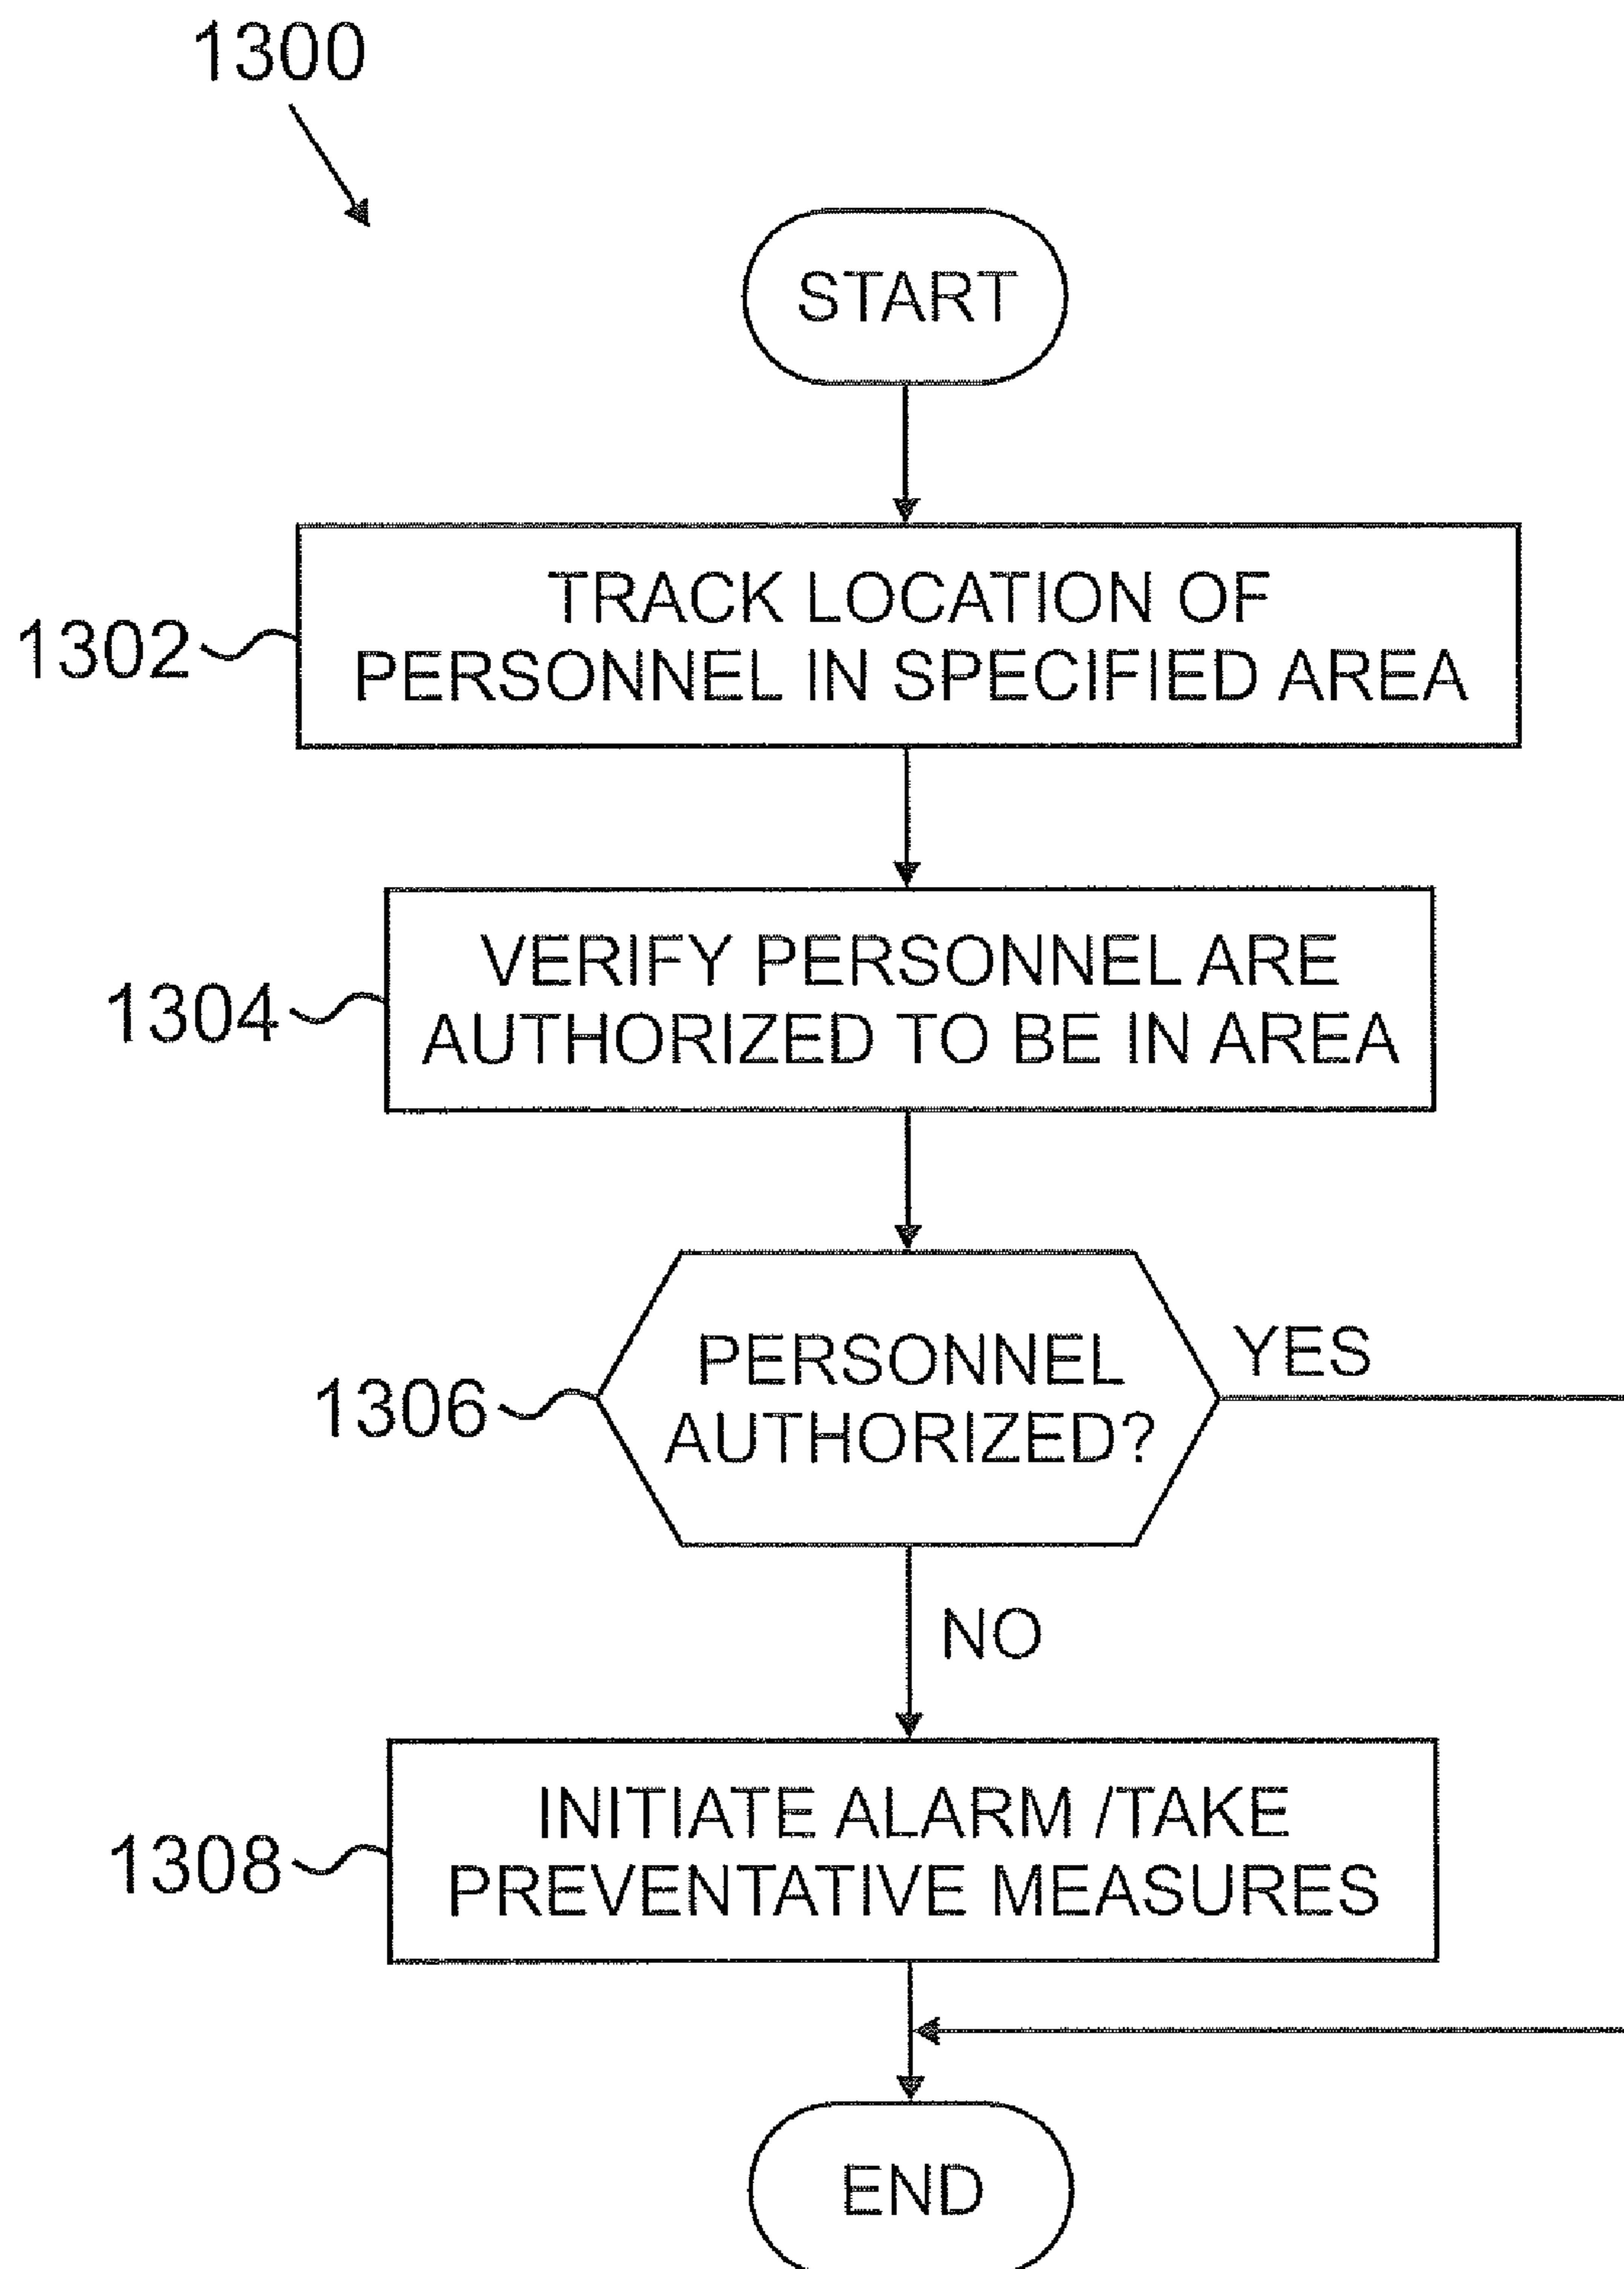 1300
START
1302
TRACK LOCATION OF
PERSONNEL IN SPECIFIED AREA
1304
VERIFY PERSONNEL ARE
AUTHORIZED TO BE IN AREA
1306
PERSONNEL
AUTHORIZED?
YES
NO
1308
INITIATE ALARM /TAKE
PREVENTATIVE MEASURES
END